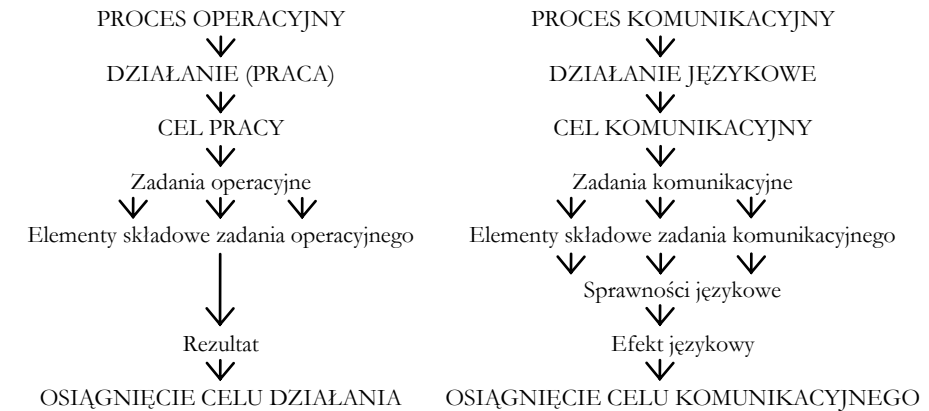 PROCES OPERACYJNY
DZIAŁANIE (PRACA)
CEL PRACY
Zadania operacyjne
Elementy składowe zadania operacyjnego
Rezultat
OSIĄGNIĘCIE CELU DZIAŁANIA
PROCES KOMUNIKACYJNY
DZIAŁANIE JĘZYKOWE
CEL KOMUNIKACYJNY
Zadania komunikacyjne
Elementy składowe zadania komunikacyjnego
Sprawności językowe
Efekt językowy
OSIĄGNIĘCIE CELU KOMUNIKACYJNEGO